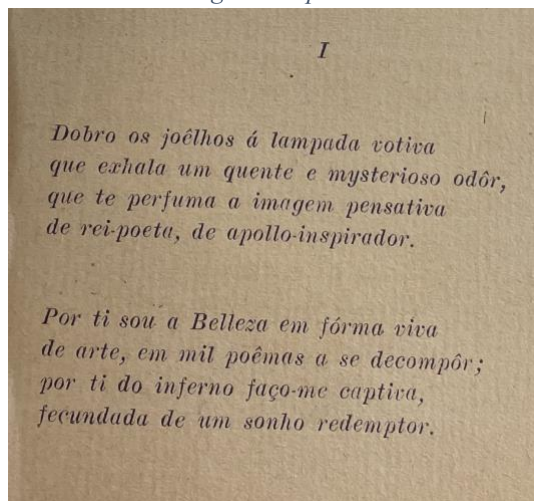 I
Dobro os joêlhos á lampada votiva
que exhala um quente e mysterioso odôr,
que te perfuma a imagem pensativa
de rei-poeta, de apollo-inspirador.
Por ti sou a Belleza em fórma viva
de arte, em mil poêmas a se decompôr;
por ti do inferno faço-me captiva,
fecundada de um sonho redemptor.